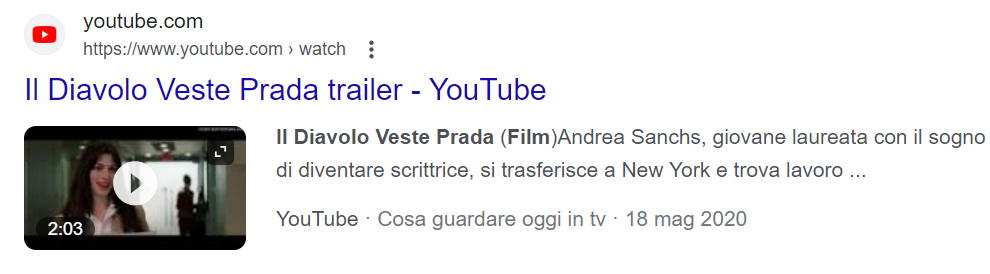 youtube.com
https://www.youtube.com › watch
Il Diavolo Veste Prada trailer - YouTube
Il Diavolo Veste Prada (Film)Andrea Sanchs, giovane laureata con il sogno
di diventare scrittrice, si trasferisce a New York e trova lavoro ...
2:03
YouTube · Cosa guardare oggi in tv · 18 mag 2020